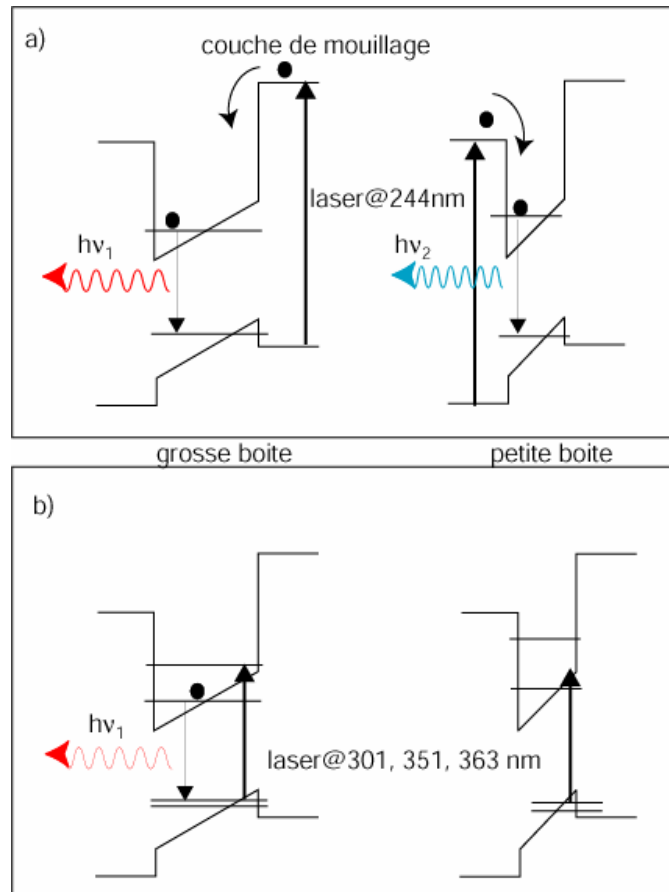 a)
couche de mouillage
laser@244nm
hν₁
hν₂
grosse boite
petite boite
b)
hν₁
laser@301, 351, 363 nm